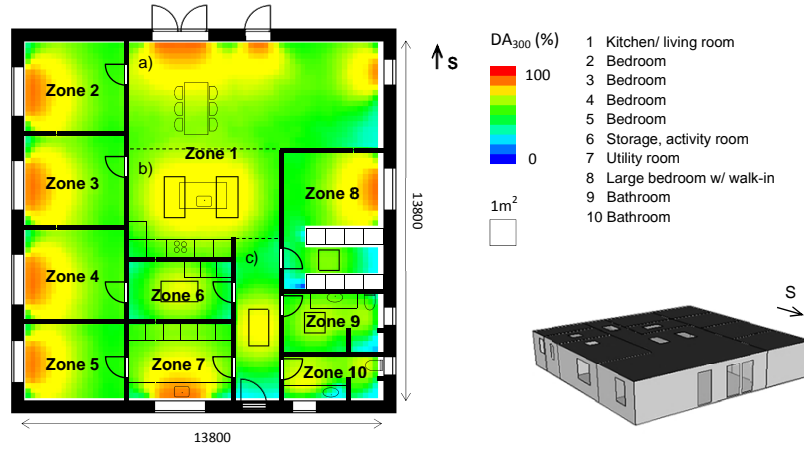 a)
Zone 2
Zone 1
b)
Zone 3
Zone 8
c)
Zone 4
Zone 6
Zone 9
Zone 5
Zone 7
Zone 10
13800
13800
S
DA300 (%)
100
0
1m²
1 Kitchen/ living room
2 Bedroom
3 Bedroom
4 Bedroom
5 Bedroom
6 Storage, activity room
7 Utility room
8 Large bedroom w/ walk-in
9 Bathroom
10 Bathroom
S